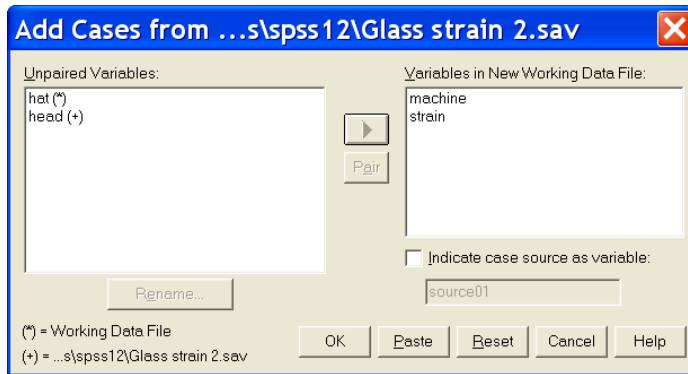 Add Cases from ...s\spss12\Glass strain 2.sav
Unpaired Variables:
hat (*)
head (+)
Pair
Variables in New Working Data File:
machine
strain
Indicate case source as variable:
source01
Rename...
(*) = Working Data File
(+) = ...s\spss12\Glass strain 2.sav
OK
Paste
Reset
Cancel
Help